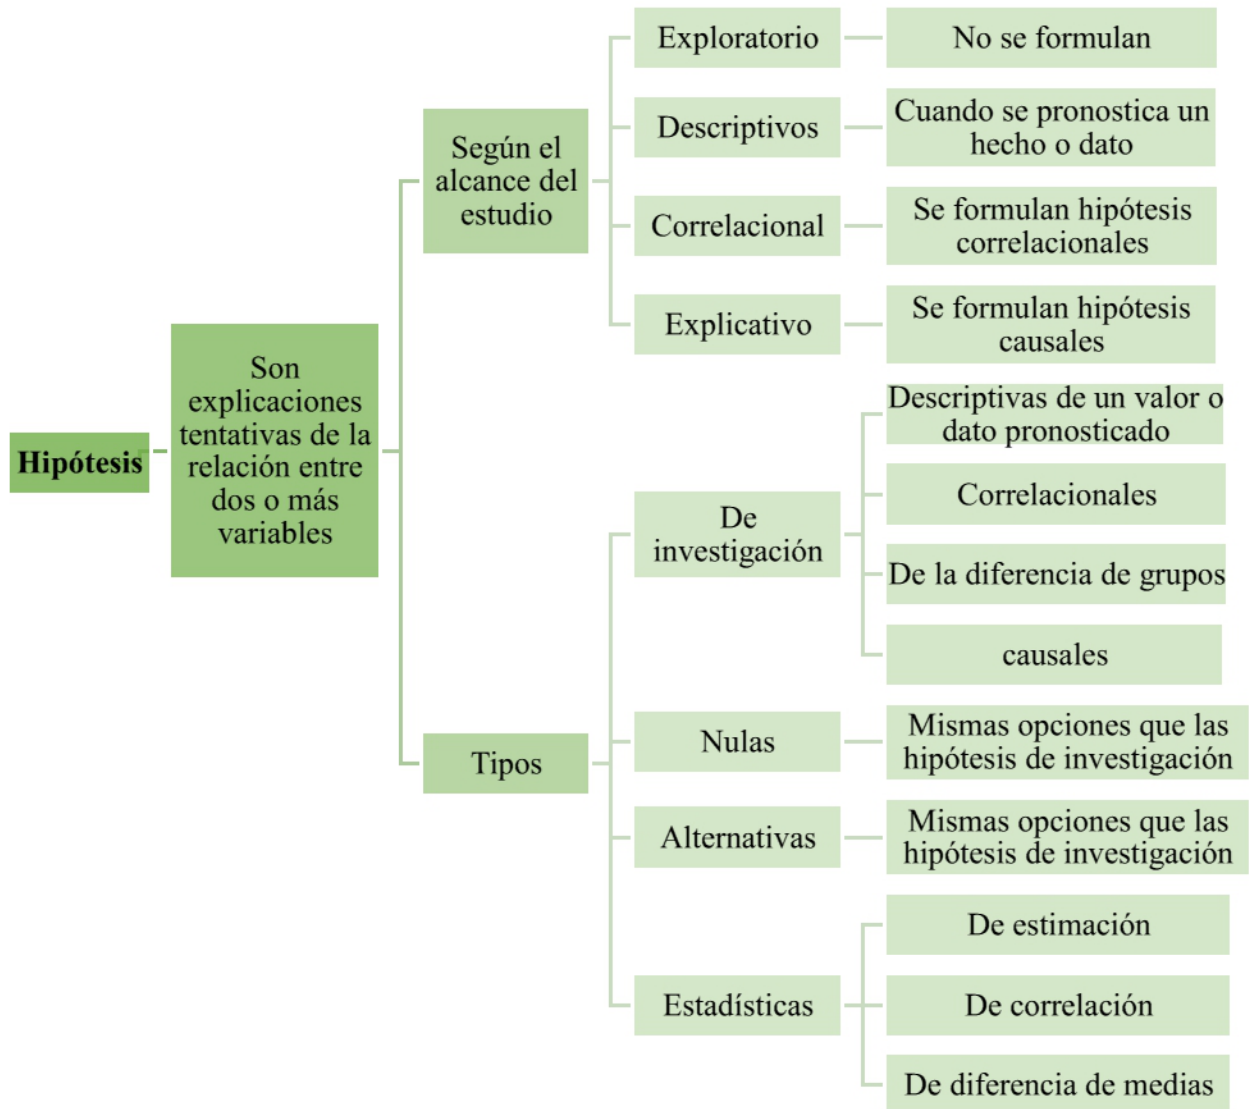 Hipótesis
Son
explicaciones
tentativas de la
relación entre
dos o más
variables
Según el
alcance del
estudio
Exploratorio
No se formulan
Descriptivos
Cuando se pronostica un
hecho o dato
Correlacional
Se formulan hipótesis
correlacionales
Explicativo
Se formulan hipótesis
causales
Tipos
De
investigación
Descriptivas de un valor o
dato pronosticado
Correlacionales
De la diferencia de grupos
causales
Nulas
Mismas opciones que las
hipótesis de investigación
Alternativas
Mismas opciones que las
hipótesis de investigación
Estadísticas
De estimación
De correlación
De diferencia de medias